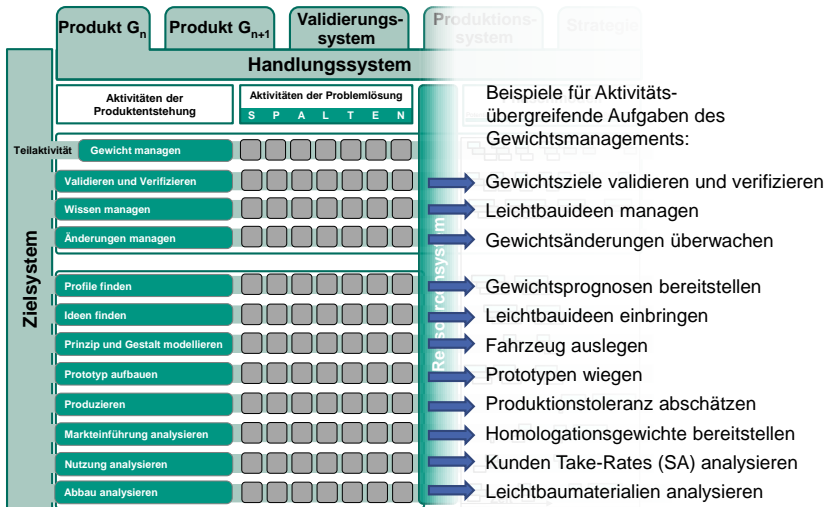 Produkt Gn
Produkt Gn+1
Validierungs-
system
Produktions-
system
Strategie
Handlungssystem
Zielsystem
Aktivitäten der
Produktentstehung
Aktivitäten der Problemlösung
S P A L T E N
Beispiele für Aktivitäts-
übergreifende Aufgaben des
Gewichtsmanagements:
Teilaktivität Gewicht managen
Validieren und Verifizieren
Gewichtsziele validieren und verifizieren
Wissen managen
Leichtbauideen managen
Änderungen managen
Gewichtsänderungen überwachen
Ressourcensystem
Profile finden
Gewichtsprognosen bereitstellen
Ideen finden
Leichtbauideen einbringen
Prinzip und Gestalt modellieren
Fahrzeug auslegen
Prototyp aufbauen
Prototypen wiegen
Produzieren
Produktionstoleranz abschätzen
Markteinführung analysieren
Homologationsgewichte bereitstellen
Nutzung analysieren
Kunden Take-Rates (SA) analysieren
Abbau analysieren
Leichtbaumaterialien analysieren